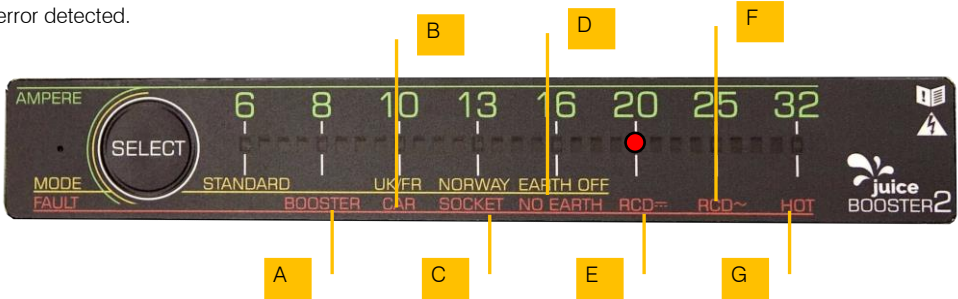 error detected.
B
D
F
AMPERE
6 8 10 13 16 20 25 32
SELECT
MODE STANDARD UK/FR NORWAY EARTH OFF
FAULT BOOSTER CAR SOCKET NO EARTH RCD⎓ RCD~ HOT
juice
BOOSTER2
A
C
E
G